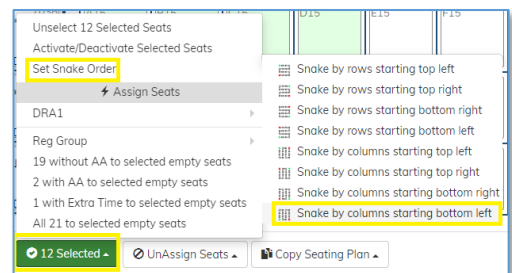 D15 E15 F15
Unselect 12 Selected Seats
Activate/Deactivate Selected Seats
Set Snake Order
Assign Seats
DRA1
Reg Group
19 without AA to selected empty seats
2 with AA to selected empty seats
1 with Extra Time to selected empty seats
All 21 to selected empty seats
Snake by rows starting top left
Snake by rows starting top right
Snake by rows starting bottom right
Snake by rows starting bottom left
Snake by columns starting top left
Snake by columns starting top right
Snake by columns starting bottom right
Snake by columns starting bottom left
12 Selected
UnAssign Seats
Copy Seating Plan